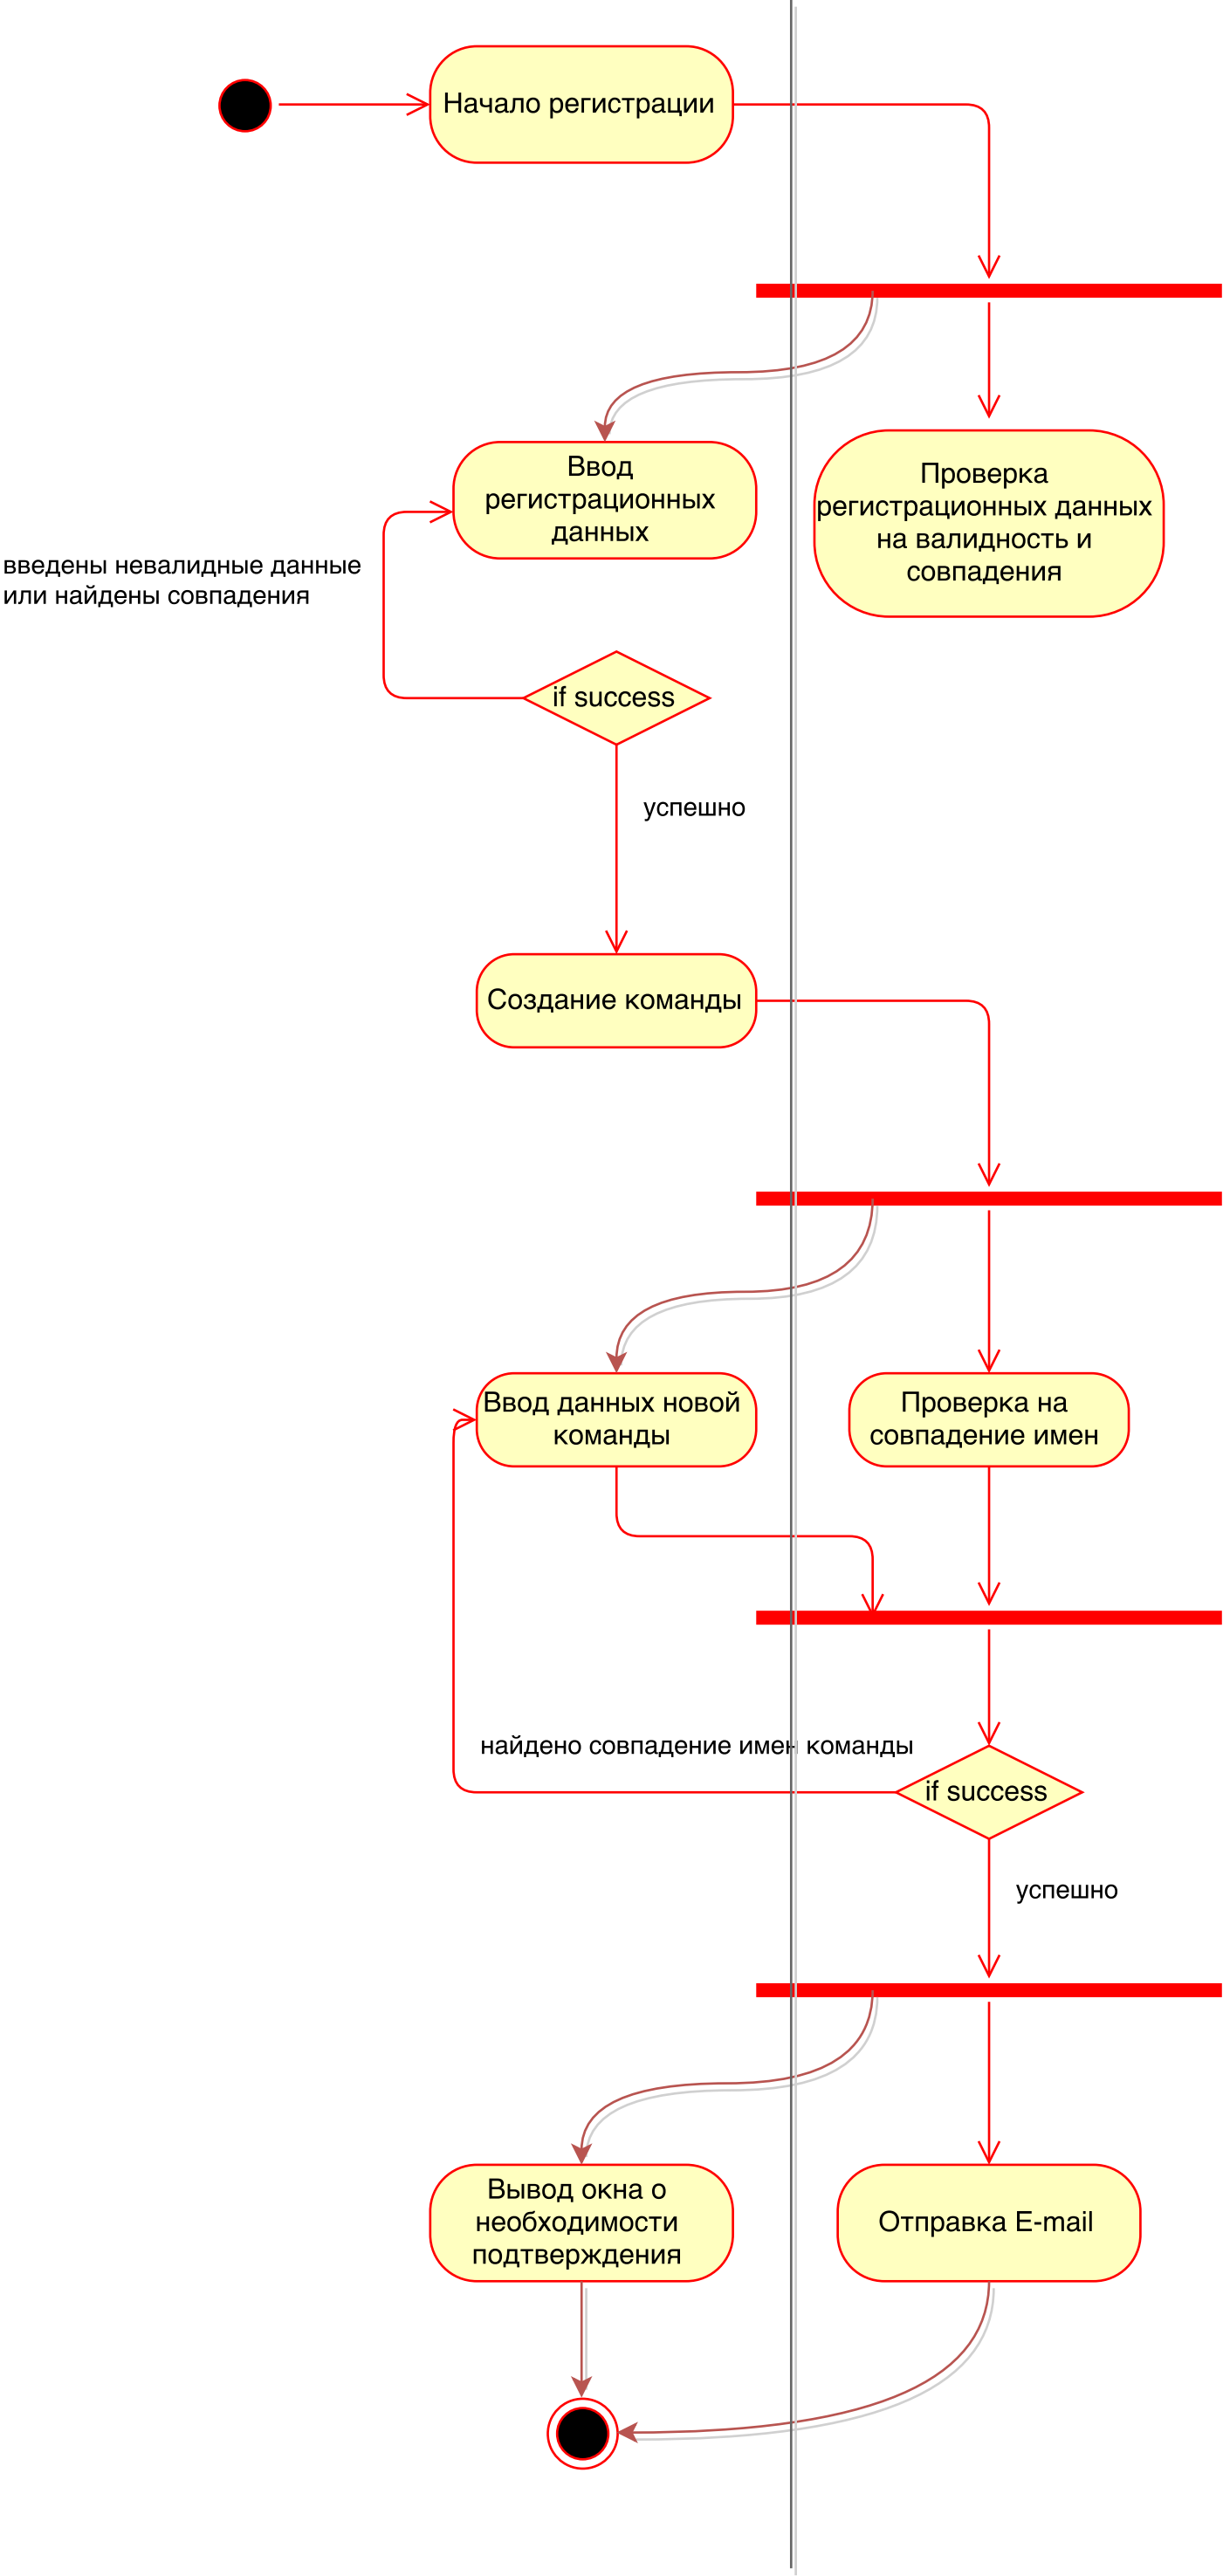 Начало регистрации
Ввод
регистрационных
данных
Проверка
регистрационных данных
на валидность и
совпадения
введены невалидные данные
или найдены совпадения
if success
успешно
Создание команды
Ввод данных новой
команды
Проверка на
совпадение имен
найдено совпадение имен команды
if success
успешно
Вывод окна о
необходимости
подтверждения
Отправка E-mail